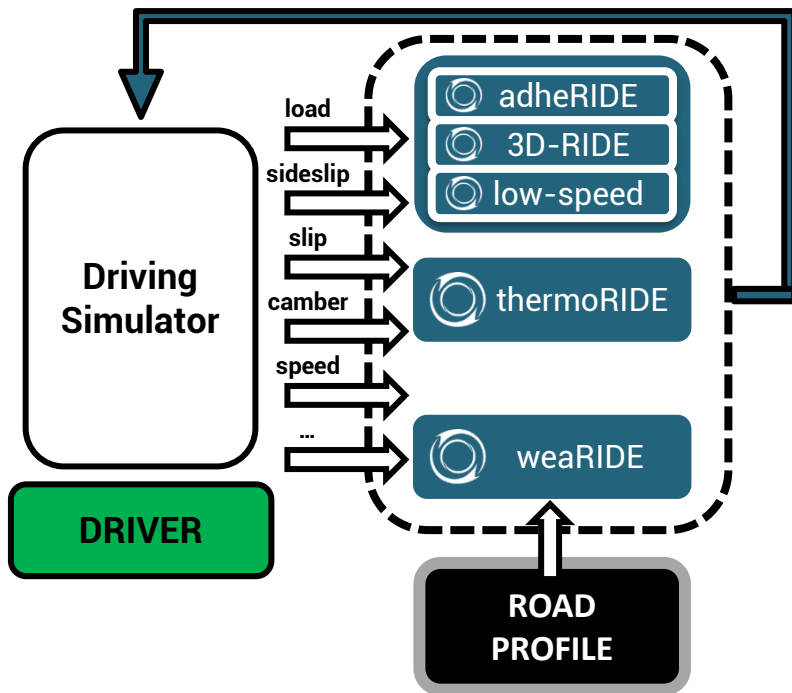 Driving
Simulator
DRIVER
load
sideslip
slip
camber
speed
...
adheRIDE
3D-RIDE
low-speed
thermoRIDE
weaRIDE
ROAD
PROFILE